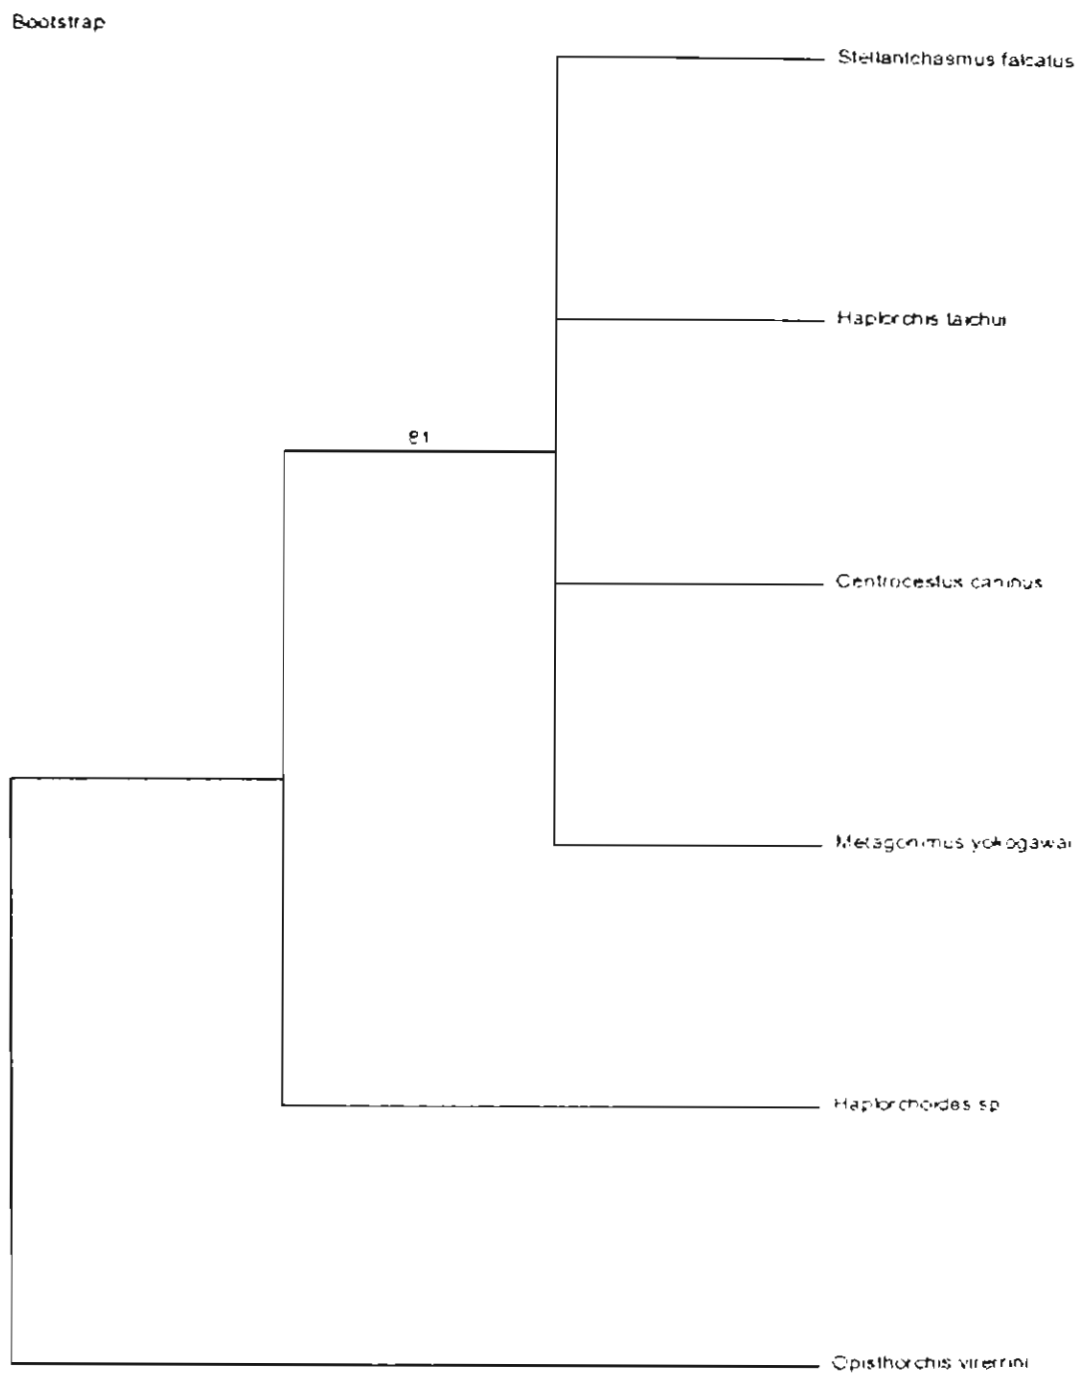 Bootstrap
Stellantchasmus falcatus
Haplorchis taichui
81
Centrocestus caninus
Metagonimus yokogawai
Haplorchoides sp
Opisthorchis viverrini